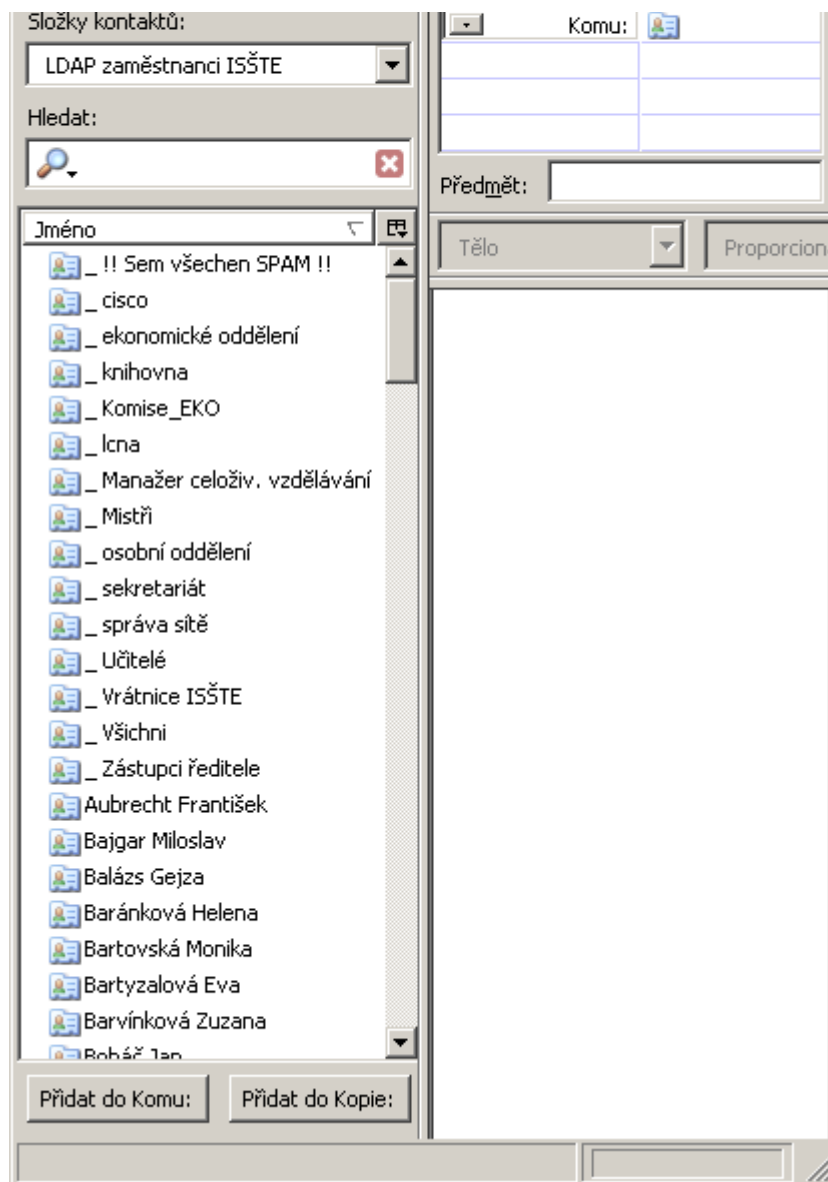 Složky kontaktů:
LDAP zaměstnanci ISŠTE
Hledat:
Jméno
_ !! Sem všechen SPAM !!
_ cisco
_ ekonomické oddělení
_ knihovna
_ Komise_EKO
_ lcna
_ Manažer celoživ. vzdělávání
_ Mistři
_ osobní oddělení
_ sekretariát
_ správa sítě
_ Učitelé
_ Vrátnice ISŠTE
_ Všichni
_ Zástupci ředitele
Aubrecht František
Bajgar Miloslav
Balázs Gejza
Baránková Helena
Bartovská Monika
Bartyzalová Eva
Barvínková Zuzana
Boháč Jan
Přidat do Komu:
Přidat do Kopie:
Komu:
Předmět:
Tělo
Proporcion